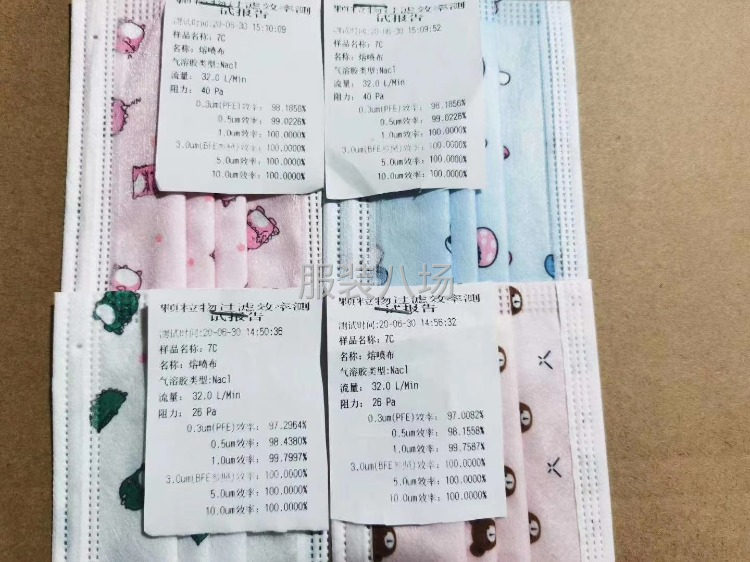 颗粒物过滤效率测
试报告
测试时间:20-06-30 15:10:09
样品名称: 7C
名称: 熔喷布
气溶胶类型:Nacl
流量: 32.0 L/Min
阻力: 40 Pa
0.3um(PFE)效率: 98.1856%
0.5um效率: 99.0226%
1.0um效率: 100.0000%
3.0um(BFE参照)效率: 100.0000%
5.0um效率: 100.0000%
10.0um效率: 100.0000%
颗粒物过滤效率测
试报告
测试时间:20-06-30 15:09:52
样品名称: 7C
名称: 熔喷布
气溶胶类型:Nacl
流量: 32.0 L/Min
阻力: 40 Pa
0.3um(PFE)效率: 98.1856%
0.5um效率: 99.0226%
1.0um效率: 100.0000%
3.0um(BFE参照)效率: 100.0000%
5.0um效率: 100.0000%
10.0um效率: 100.0000%
服装八场
颗粒物过滤效率测
试报告
测试时间:20-06-30 14:50:36
样品名称: 7C
名称: 熔喷布
气溶胶类型:Nacl
流量: 32.0 L/Min
阻力: 26 Pa
0.3um(PFE)效率: 97.2964%
0.5um效率: 98.4380%
1.0um效率: 99.7997%
3.0um(BFE参照)效率: 100.0000%
5.0um效率: 100.0000%
10.0um效率: 100.0000%
颗粒物过滤效率测
试报告
测试时间:20-06-30 14:56:32
样品名称: 7C
名称: 熔喷布
气溶胶类型:Nacl
流量: 32.0 L/Min
阻力: 26 Pa
0.3um(PFE)效率: 97.0082%
0.5um效率: 98.1558%
1.0um效率: 99.7587%
3.0um(BFE参照)效率: 100.0000%
5.0um效率: 100.0000%
10.0um效率: 100.0000%